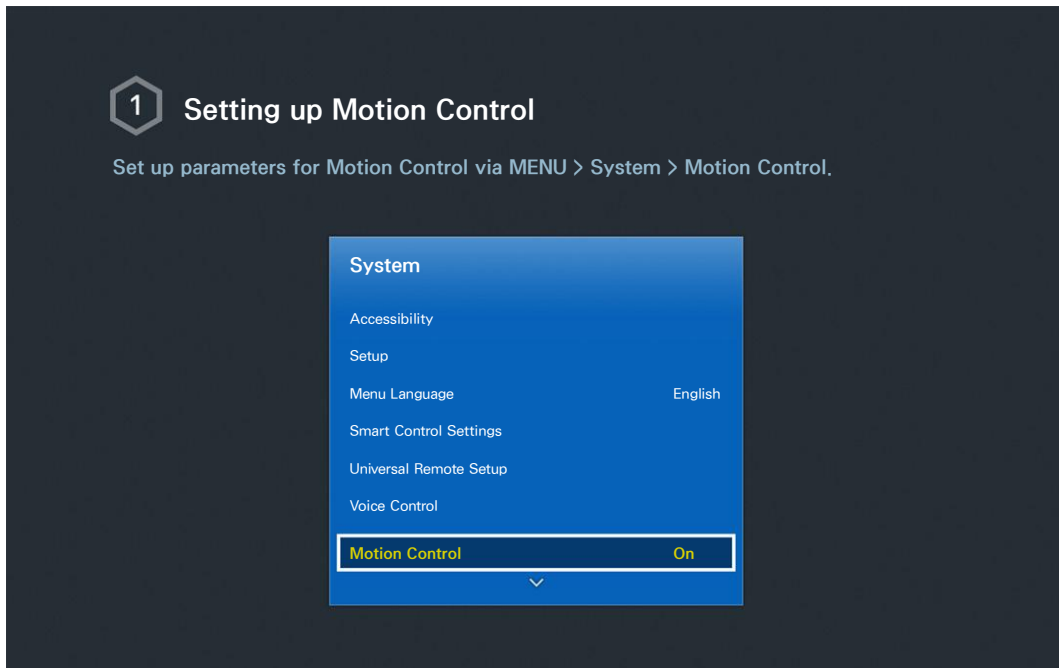 1 Setting up Motion Control
Set up parameters for Motion Control via MENU > System > Motion Control.
System
Accessibility
Setup
Menu Language English
Smart Control Settings
Universal Remote Setup
Voice Control
Motion Control On